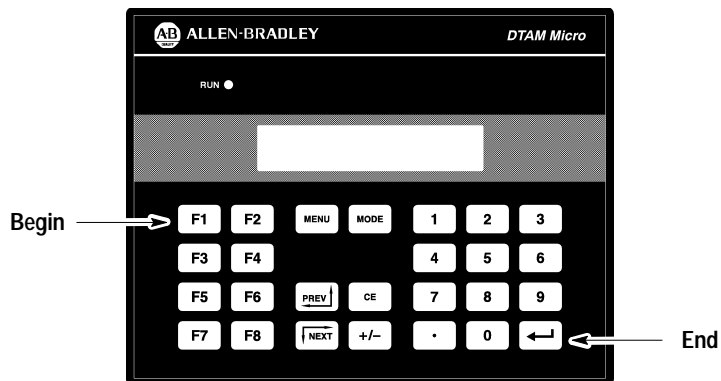 A·B ALLEN-BRADLEY DTAM Micro
RUN
Begin F1 F2 MENU MODE 1 2 3
F3 F4 4 5 6
F5 F6 PREV CE 7 8 9
F7 F8 NEXT +/– · 0
End